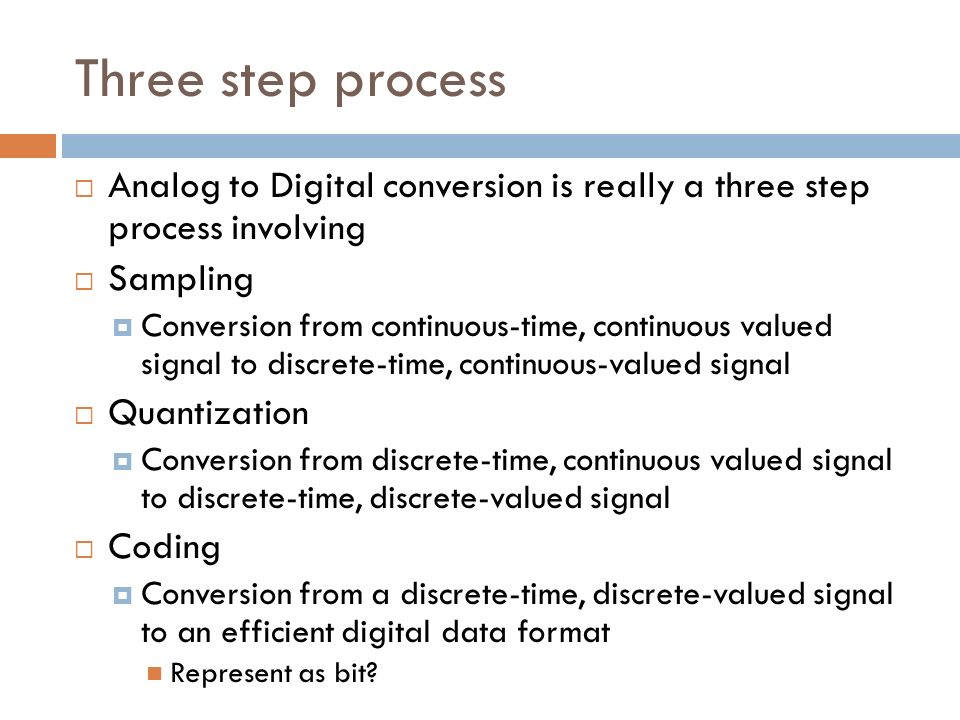 Three step process
Analog to Digital conversion is really a three step
process involving
Sampling
Conversion from continuous-time, continuous valued
signal to discrete-time, continuous-valued signal
Quantization
Conversion from discrete-time, continuous valued signal
to discrete-time, discrete-valued signal
Coding
Conversion from a discrete-time, discrete-valued signal
to an efficient digital data format
Represent as bit?